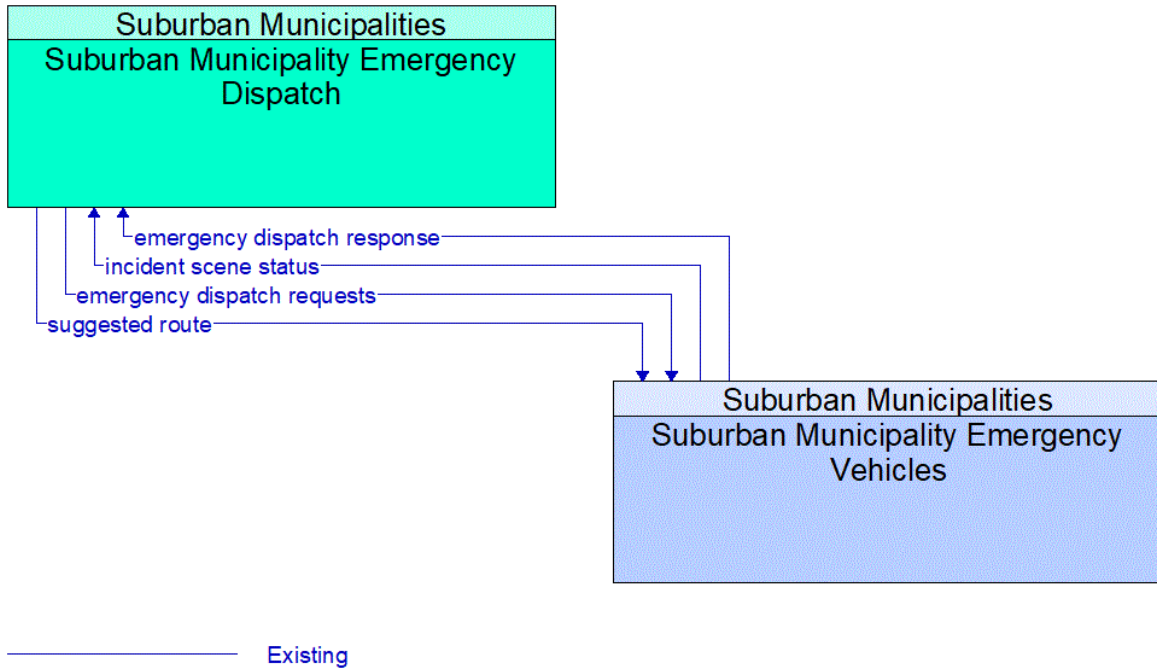 Suburban Municipalities
Suburban Municipality Emergency
Dispatch
emergency dispatch response
incident scene status
emergency dispatch requests
suggested route
Suburban Municipalities
Suburban Municipality Emergency
Vehicles
Existing